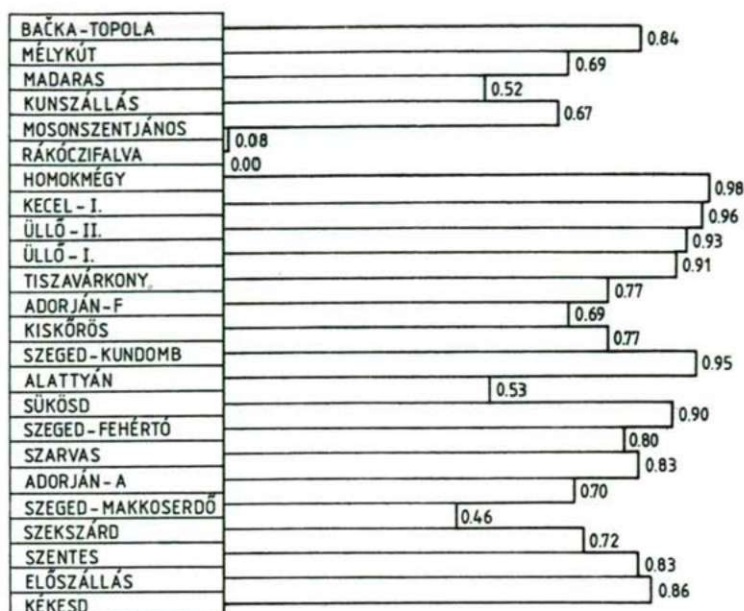 BAČKA-TOPOLA 0.84
MÉLYKÚT 0.69
MADARAS 0.52
KUNSZÁLLÁS 0.67
MOSONSZENTJÁNOS 0.08
RÁKÓCZIFALVA 0.00
HOMOKMÉGY 0.98
KECEL-I. 0.96
ÜLLŐ-II. 0.93
ÜLLŐ-I. 0.91
TISZAVÁRKONY 0.77
ADORJÁN-F 0.69
KISKŐRÖS 0.77
SZEGED-KUNDOMB 0.95
ALATTYÁN 0.53
SÜKÖSD 0.90
SZEGED-FEHÉRTÓ 0.80
SZARVAS 0.83
ADORJÁN-A 0.70
SZEGED-MAKKOSERDŐ 0.46
SZEKSZÁRD 0.72
SZENTES 0.83
ELŐSZÁLLÁS 0.86
KÉKESD